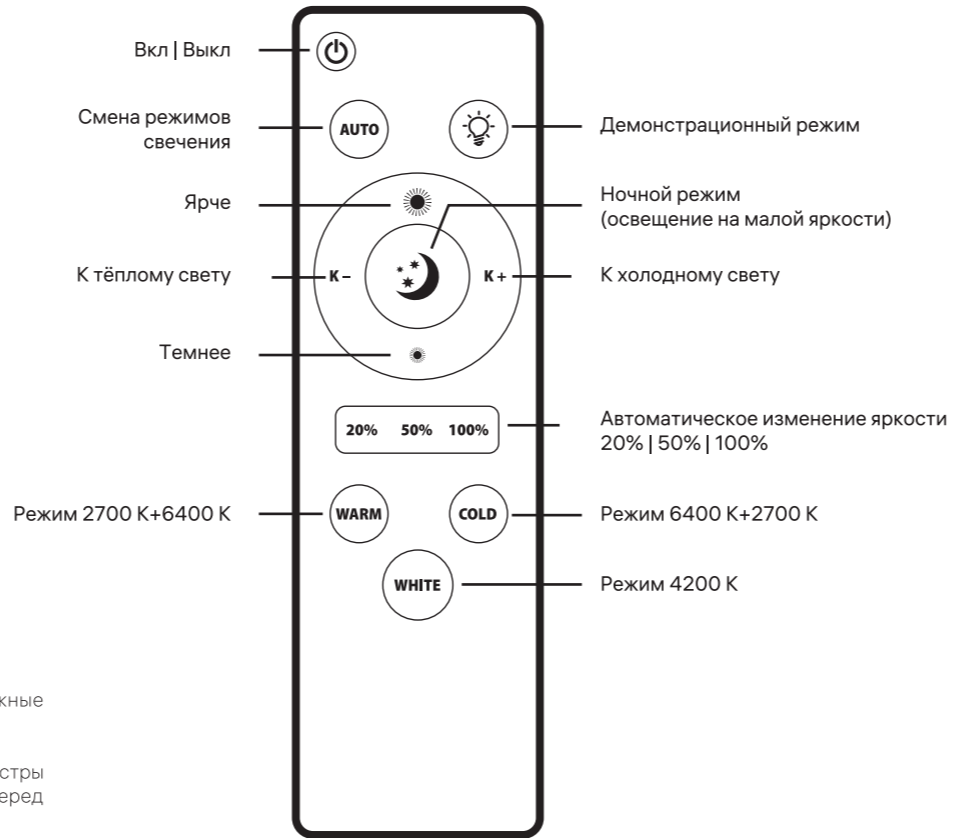 Вкл | Выкл
Смена режимов
свечения
AUTO
Демонстрационный режим
Ярче
Ночной режим
(освещение на малой яркости)
К тёплому свету
K –
K +
К холодному свету
Темнее
20% 50% 100%
Автоматическое изменение яркости
20% | 50% | 100%
Режим 2700 К+6400 К
WARM
COLD
Режим 6400 К+2700 К
WHITE
Режим 4200 К